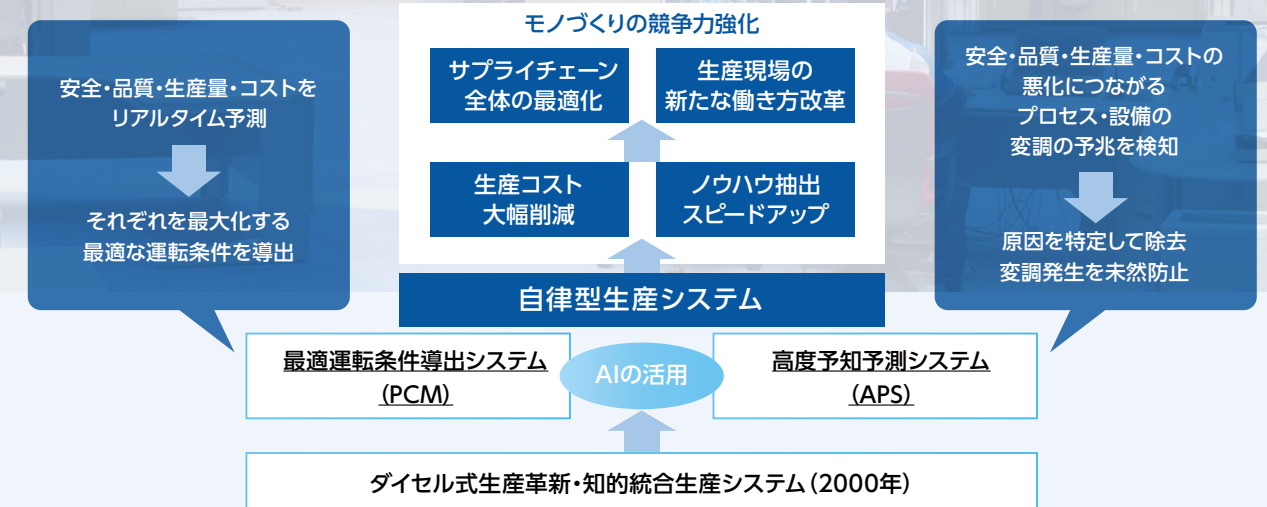 モノづくりの競争力強化
サプライチェーン
全体の最適化
生産現場の
新たな働き方改革
生産コスト
大幅削減
ノウハウ抽出
スピードアップ
自律型生産システム
安全・品質・生産量・コストを
リアルタイム予測
それぞれを最大化する
最適な運転条件を導出
安全・品質・生産量・コストの
悪化につながる
プロセス・設備の
変調の予兆を検知
原因を特定して除去
変調発生を未然防止
最適運転条件導出システム
(PCM)
AIの活用
高度予知予測システム
(APS)
ダイセル式生産革新・知的統合生産システム(2000年)